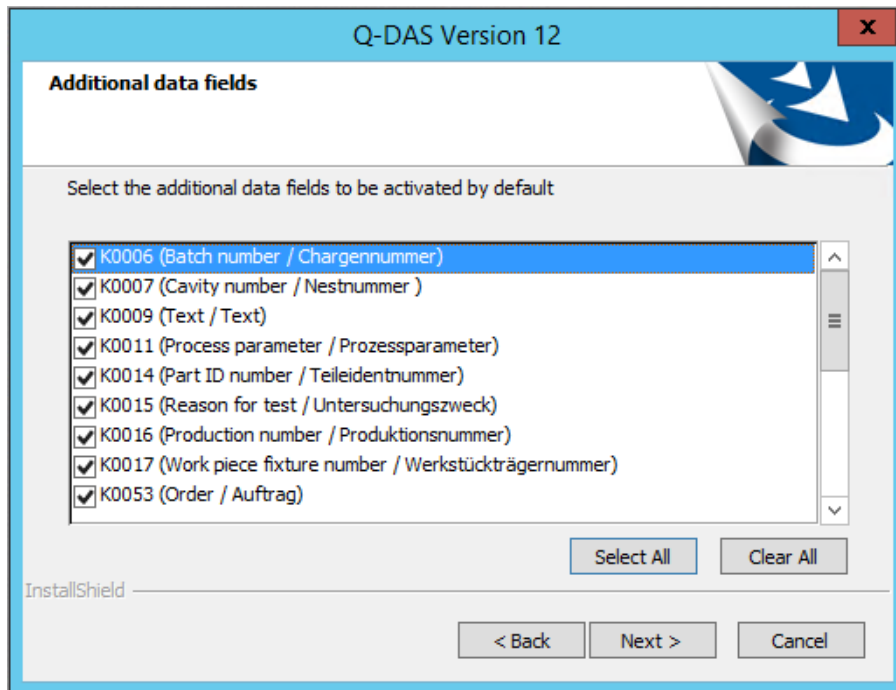 Q-DAS Version 12
x
Additional data fields
Select the additional data fields to be activated by default
K0006 (Batch number / Chargennummer)
K0007 (Cavity number / Nestnummer )
K0009 (Text / Text)
K0011 (Process parameter / Prozessparameter)
K0014 (Part ID number / Teileidentnummer)
K0015 (Reason for test / Untersuchungszweck)
K0016 (Production number / Produktionsnummer)
K0017 (Work piece fixture number / Werkstückträgernummer)
K0053 (Order / Auftrag)
Select All Clear All
InstallShield
< Back Next > Cancel